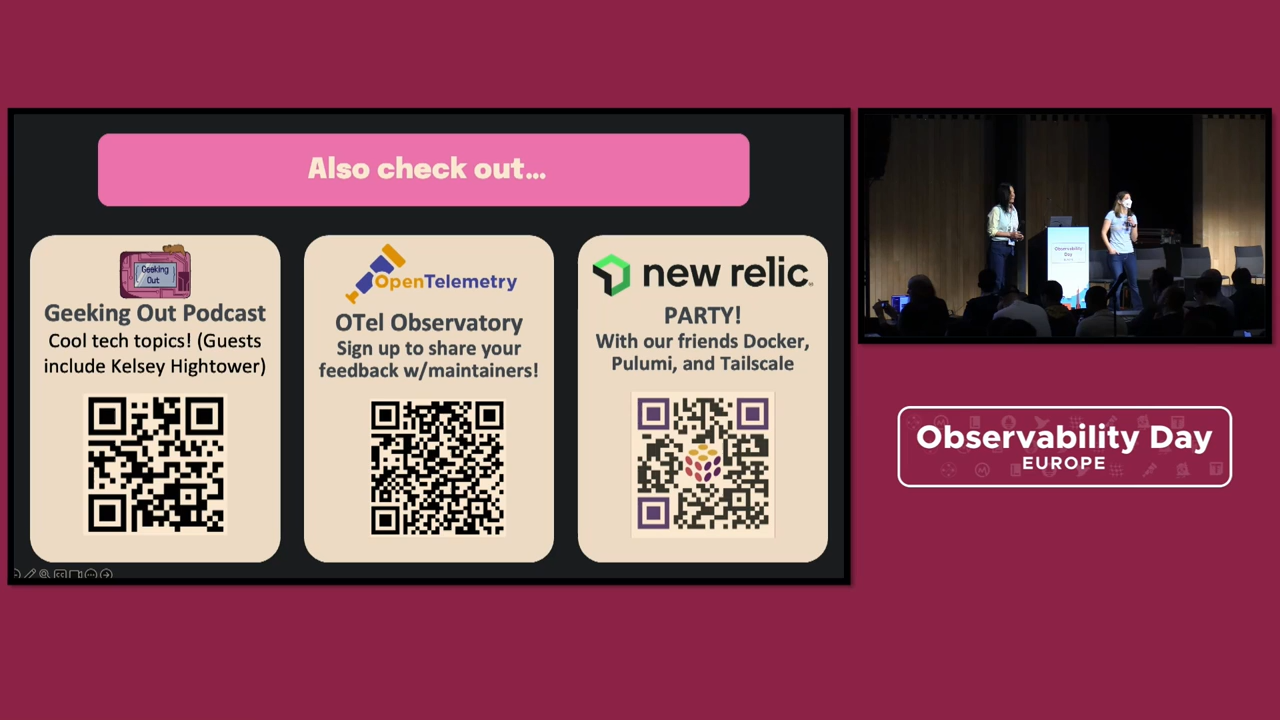 Also check out…
Geeking
Out
Geeking Out Podcast
Cool tech topics! (Guests
include Kelsey Hightower)
OpenTelemetry
OTel Observatory
Sign up to share your
feedback w/maintainers!
new relic
PARTY!
With our friends Docker,
Pulumi, and Tailscale
Observability
Day
Observability Day
EUROPE